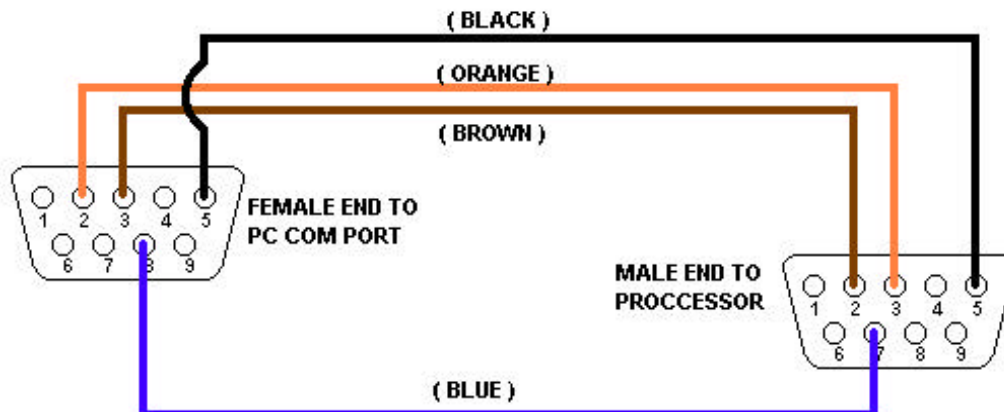 ( BLACK )
( ORANGE )
( BROWN )
1 2 3 4 5
6 7 8 9
FEMALE END TO
PC COM PORT
MALE END TO
PROCCESSOR
1 2 3 4 5
6 7 8 9
( BLUE )